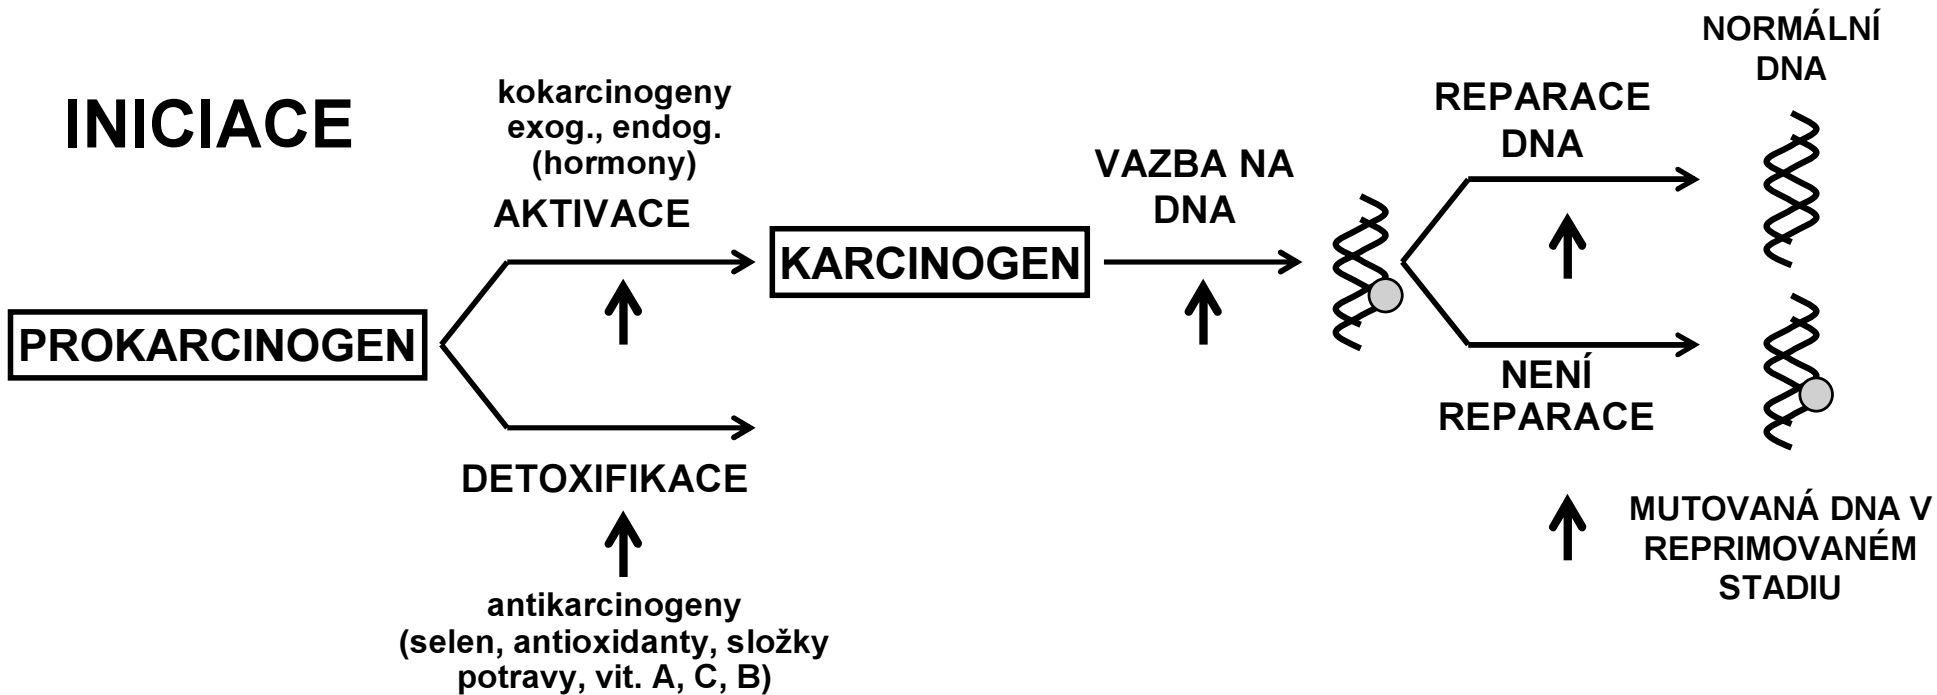 INICIACE
kokarcinogeny
exog., endog.
(hormony)
AKTIVACE
PROKARCINOGEN
DETOXIFIKACE
antikarcinogeny
(selen, antioxidanty, složky
potravy, vit. A, C, B)
KARCINOGEN
VAZBA NA
DNA
REPARACE
DNA
NENÍ
REPARACE
NORMÁLNÍ
DNA
MUTOVANÁ DNA V
REPRIMOVANÉM
STADIU